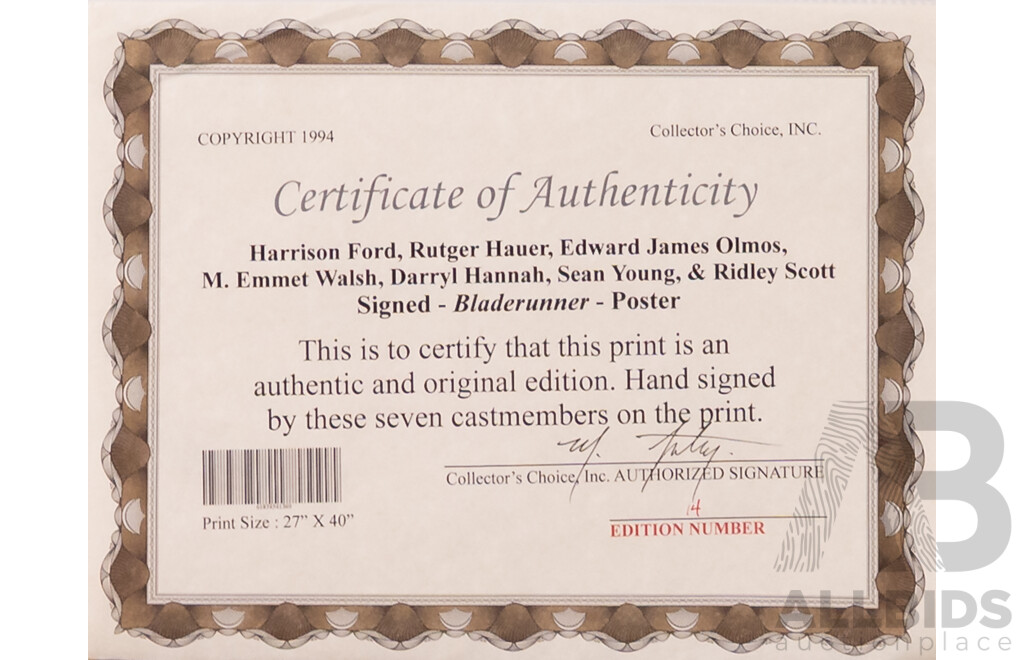 COPYRIGHT 1994
Collector's Choice, INC.
Certificate of Authenticity
Harrison Ford, Rutger Hauer, Edward James Olmos,
M. Emmet Walsh, Darryl Hannah, Sean Young, & Ridley Scott
Signed - Bladerunner - Poster
This is to certify that this print is an
authentic and original edition. Hand signed
by these seven castmembers on the print.
Collector's Choice, Inc. AUTHORIZED SIGNATURE
Print Size : 27" X 40"
14
EDITION NUMBER
AB
ALLBIDS
auctionplace